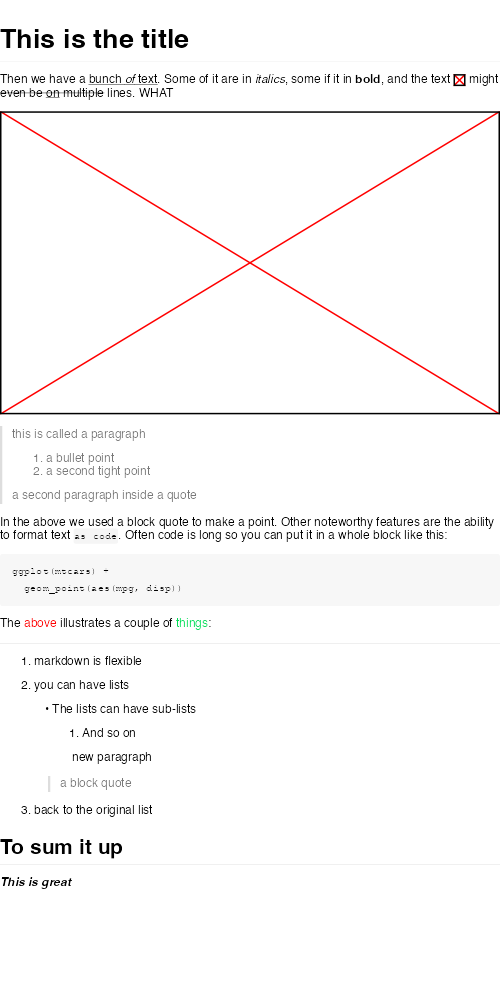 This is the title
Then we have a bunch of text. Some of it are in italics, some if it in bold, and the text might
even be on multiple lines. WHAT
this is called a paragraph
1. a bullet point
2. a second tight point
a second paragraph inside a quote
In the above we used a block quote to make a point. Other noteworthy features are the ability
to format text as code. Often code is long so you can put it in a whole block like this:
ggplot(mtcars) +
geom_point(aes(mpg, disp))
The above illustrates a couple of things:
1. markdown is flexible
2. you can have lists
• The lists can have sub-lists
1. And so on
new paragraph
a block quote
3. back to the original list
To sum it up
This is great